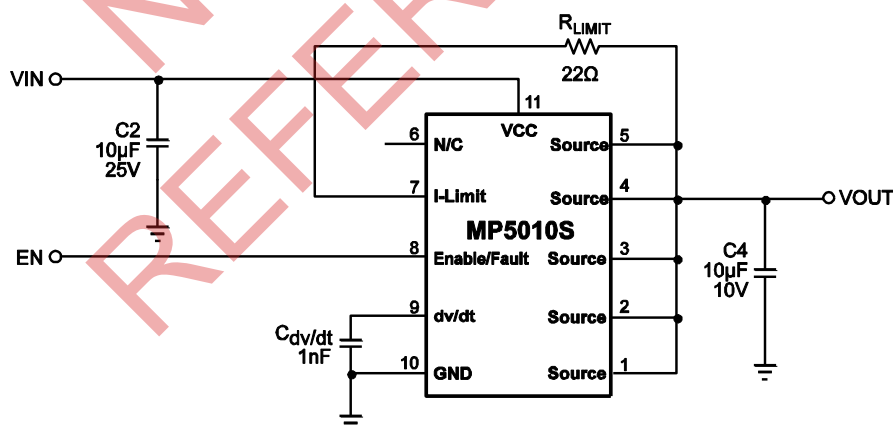 R_LIMIT
22Ω
VIN
C2
10µF
25V
11
VCC
6
N/C
Source
5
7
I-Limit
Source
4
VOUT
MP5010S
EN
8
Enable/Fault
Source
3
C4
10µF
10V
9
dv/dt
Source
2
C_dv/dt
1nF
10
GND
Source
1
REFER